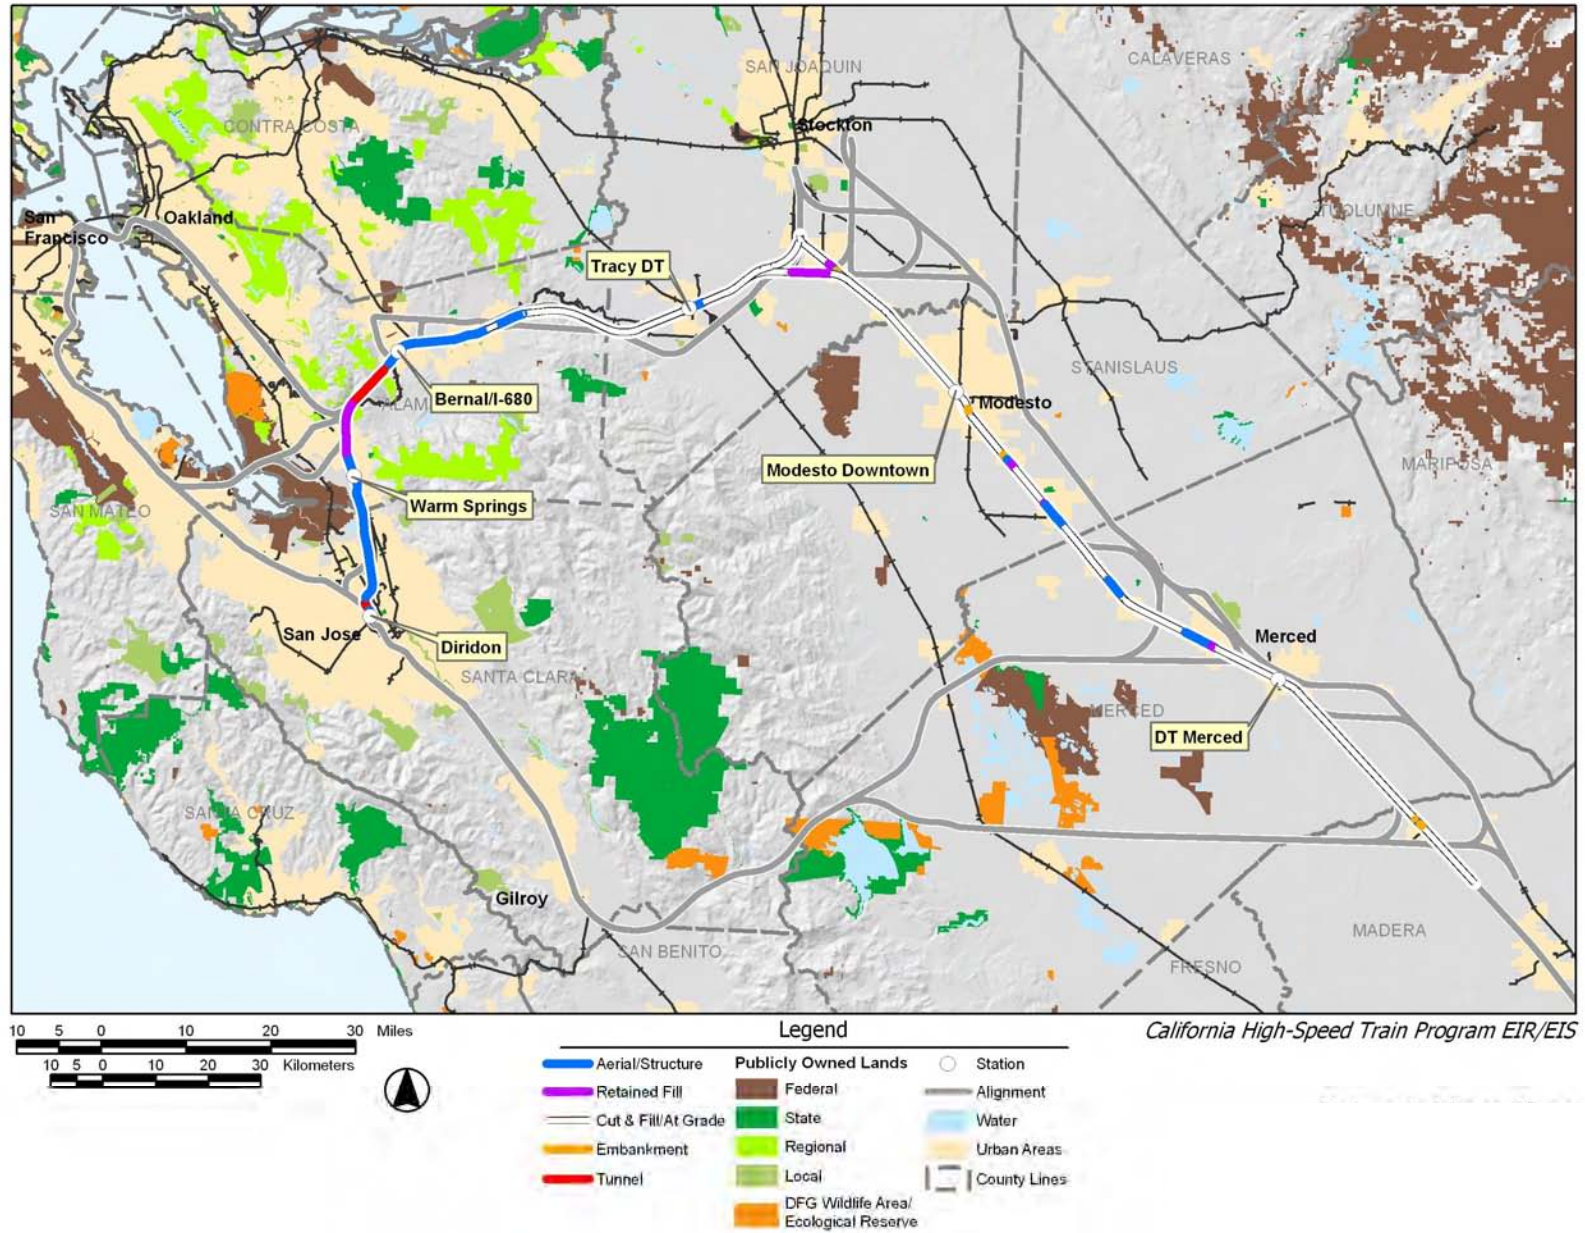 SAN JOAQUIN
CALAVERAS
CONTRA COSTA
Stockton
TUOLUMNE
San
Francisco
Oakland
Tracy DT
STANISLAUS
Bernal/I-680
Modesto
Modesto Downtown
MARIPOSA
Warm Springs
SAN MATEO
San Jose
Diridon
Merced
SANTA CLARA
MERCED
DT Merced
SANTA CRUZ
Gilroy
SAN BENITO
MADERA
FRESNO
10 5 0 10 20 30 Miles
10 5 0 10 20 30 Kilometers
Legend
California High-Speed Train Program EIR/EIS
Aerial/Structure
Retained Fill
Cut & Fill/At Grade
Embankment
Tunnel
Publicly Owned Lands
Federal
State
Regional
Local
DFG Wildlife Area/
Ecological Reserve
Station
Alignment
Water
Urban Areas
County Lines